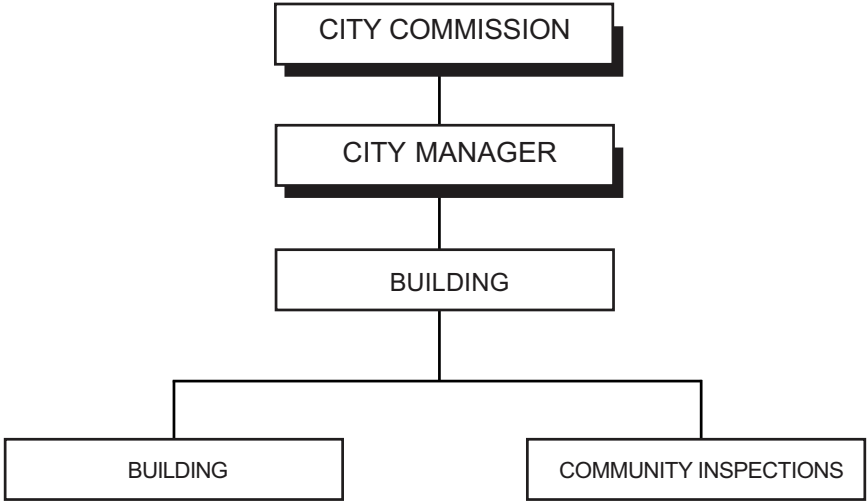 CITY COMMISSION
CITY MANAGER
BUILDING
BUILDING
COMMUNITY INSPECTIONS